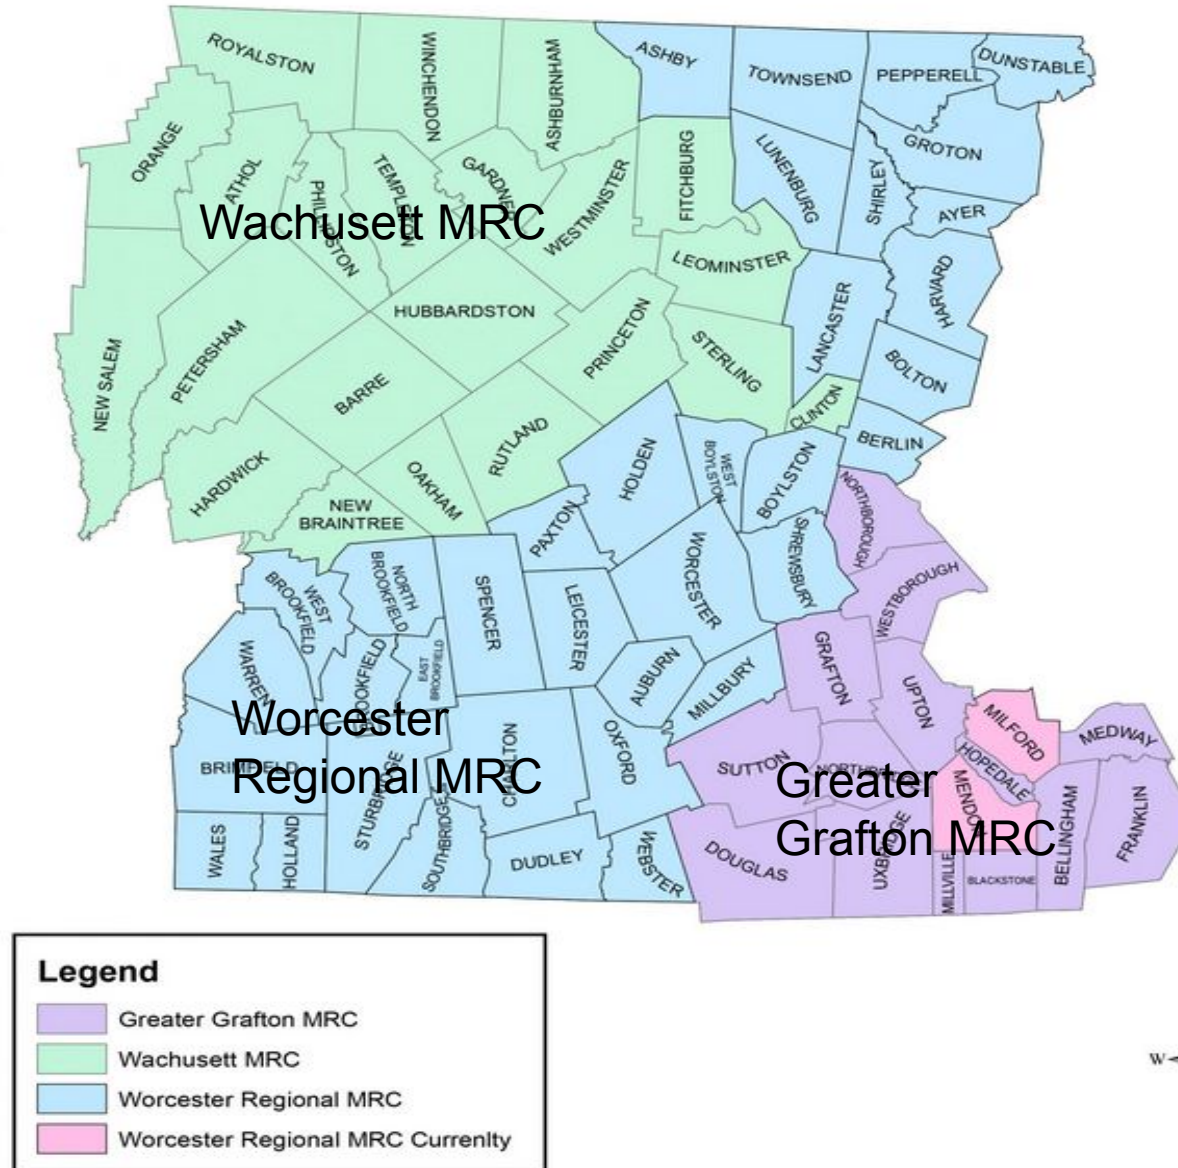 ROYALSTON
WINCHENDON
ASHBURNHAM
ASHBY
TOWNSEND
PEPPERELL
DUNSTABLE
ORANGE
ATHOL
PHILLIPSTON
TEMPLETON
GARDNER
WESTMINSTER
FITCHBURG
LUNENBURG
SHIRLEY
GROTON
AYER
Wachusett MRC
LEOMINSTER
HARVARD
NEW SALEM
PETERSHAM
HUBBARDSTON
PRINCETON
STERLING
LANCASTER
BOLTON
BARRE
CLINTON
BERLIN
HARDWICK
NEW
BRAINTREE
OAKHAM
RUTLAND
HOLDEN
WEST
BOYLSTON
BOYLSTON
NORTHBOROUGH
PAXTON
WORCESTER
SHREWSBURY
WESTBOROUGH
WEST
BROOKFIELD
NORTH
BROOKFIELD
SPENCER
LEICESTER
WARREN
BROOKFIELD
EAST
BROOKFIELD
AUBURN
MILLBURY
GRAFTON
UPTON
MILFORD
MEDWAY
Worcester
Regional MRC
BRIMFIELD
STURBRIDGE
CHARLTON
OXFORD
SUTTON
HOPEDALE
MENDON
Greater
Grafton MRC
BELLINGHAM
FRANKLIN
WALES
HOLLAND
SOUTHBRIDGE
DUDLEY
WEBSTER
DOUGLAS
UXBRIDGE
MILLVILLE
BLACKSTONE
Legend
Greater Grafton MRC
Wachusett MRC
Worcester Regional MRC
Worcester Regional MRC Currenlty
W